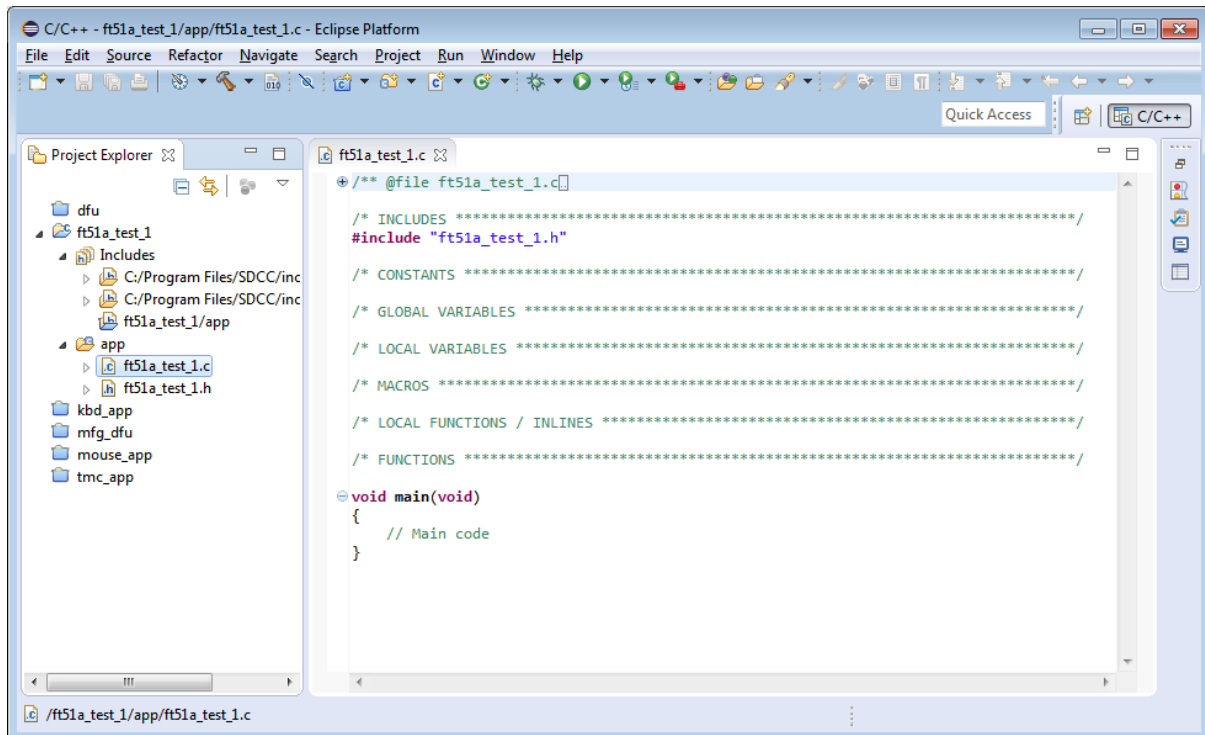 C/C++ - ft51a_test_1/app/ft51a_test_1.c - Eclipse Platform
File Edit Source Refactor Navigate Search Project Run Window Help
Quick Access
C/C++
Project Explorer
dfu
ft51a_test_1
Includes
C:/Program Files/SDCC/inc
C:/Program Files/SDCC/inc
ft51a_test_1/app
app
ft51a_test_1.c
ft51a_test_1.h
kbd_app
mfg_dfu
mouse_app
tmc_app
ft51a_test_1.c
/** @file ft51a_test_1.c
/* INCLUDES ************************************************************************/
#include "ft51a_test_1.h"
/* CONSTANTS ***********************************************************************/
/* GLOBAL VARIABLES ****************************************************************/
/* LOCAL VARIABLES *****************************************************************/
/* MACROS **************************************************************************/
/* LOCAL FUNCTIONS / INLINES *******************************************************/
/* FUNCTIONS ***********************************************************************/
void main(void)
{
// Main code
}
/ft51a_test_1/app/ft51a_test_1.c